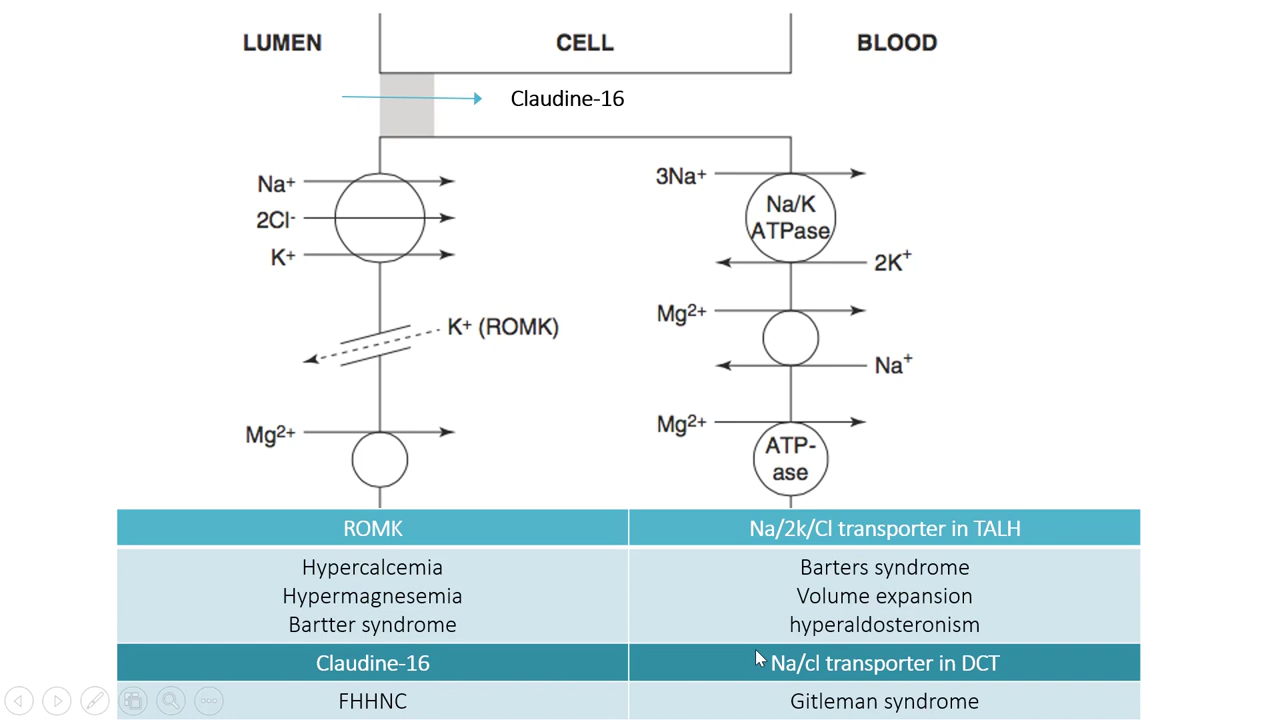 LUMEN CELL BLOOD
Claudine-16
Na+ 3Na+
Na/K
2Cl-
ATPase
K+ 2K+
Mg2+
K+ (ROMK)
Na+
Mg2+ Mg2+
ATP-
ase
ROMK Na/2k/Cl transporter in TALH
Hypercalcemia Barters syndrome
Hypermagnesemia Volume expansion
Bartter syndrome hyperaldosteronism
Claudine-16 Na/cl transporter in DCT
FHHNC Gitleman syndrome